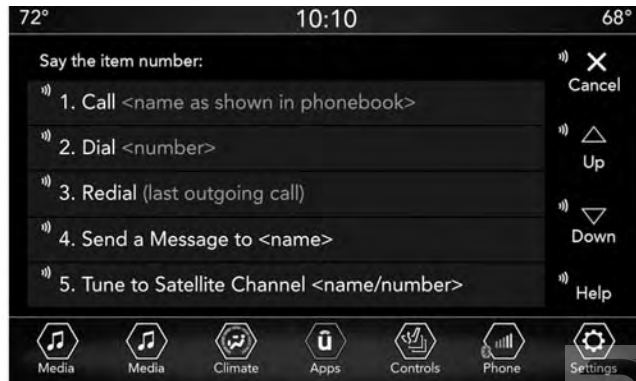 72° 10:10 68°
Say the item number:
1. Call <name as shown in phonebook>
2. Dial <number>
3. Redial (last outgoing call)
4. Send a Message to <name>
5. Tune to Satellite Channel <name/number>
Cancel
Up
Down
Help
Media Media Climate Apps Controls Phone Settings